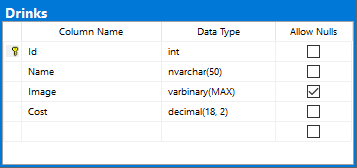 Drinks
Column Name Data Type Allow Nulls
Id int
Name nvarchar(50)
Image varbinary(MAX)
Cost decimal(18, 2)